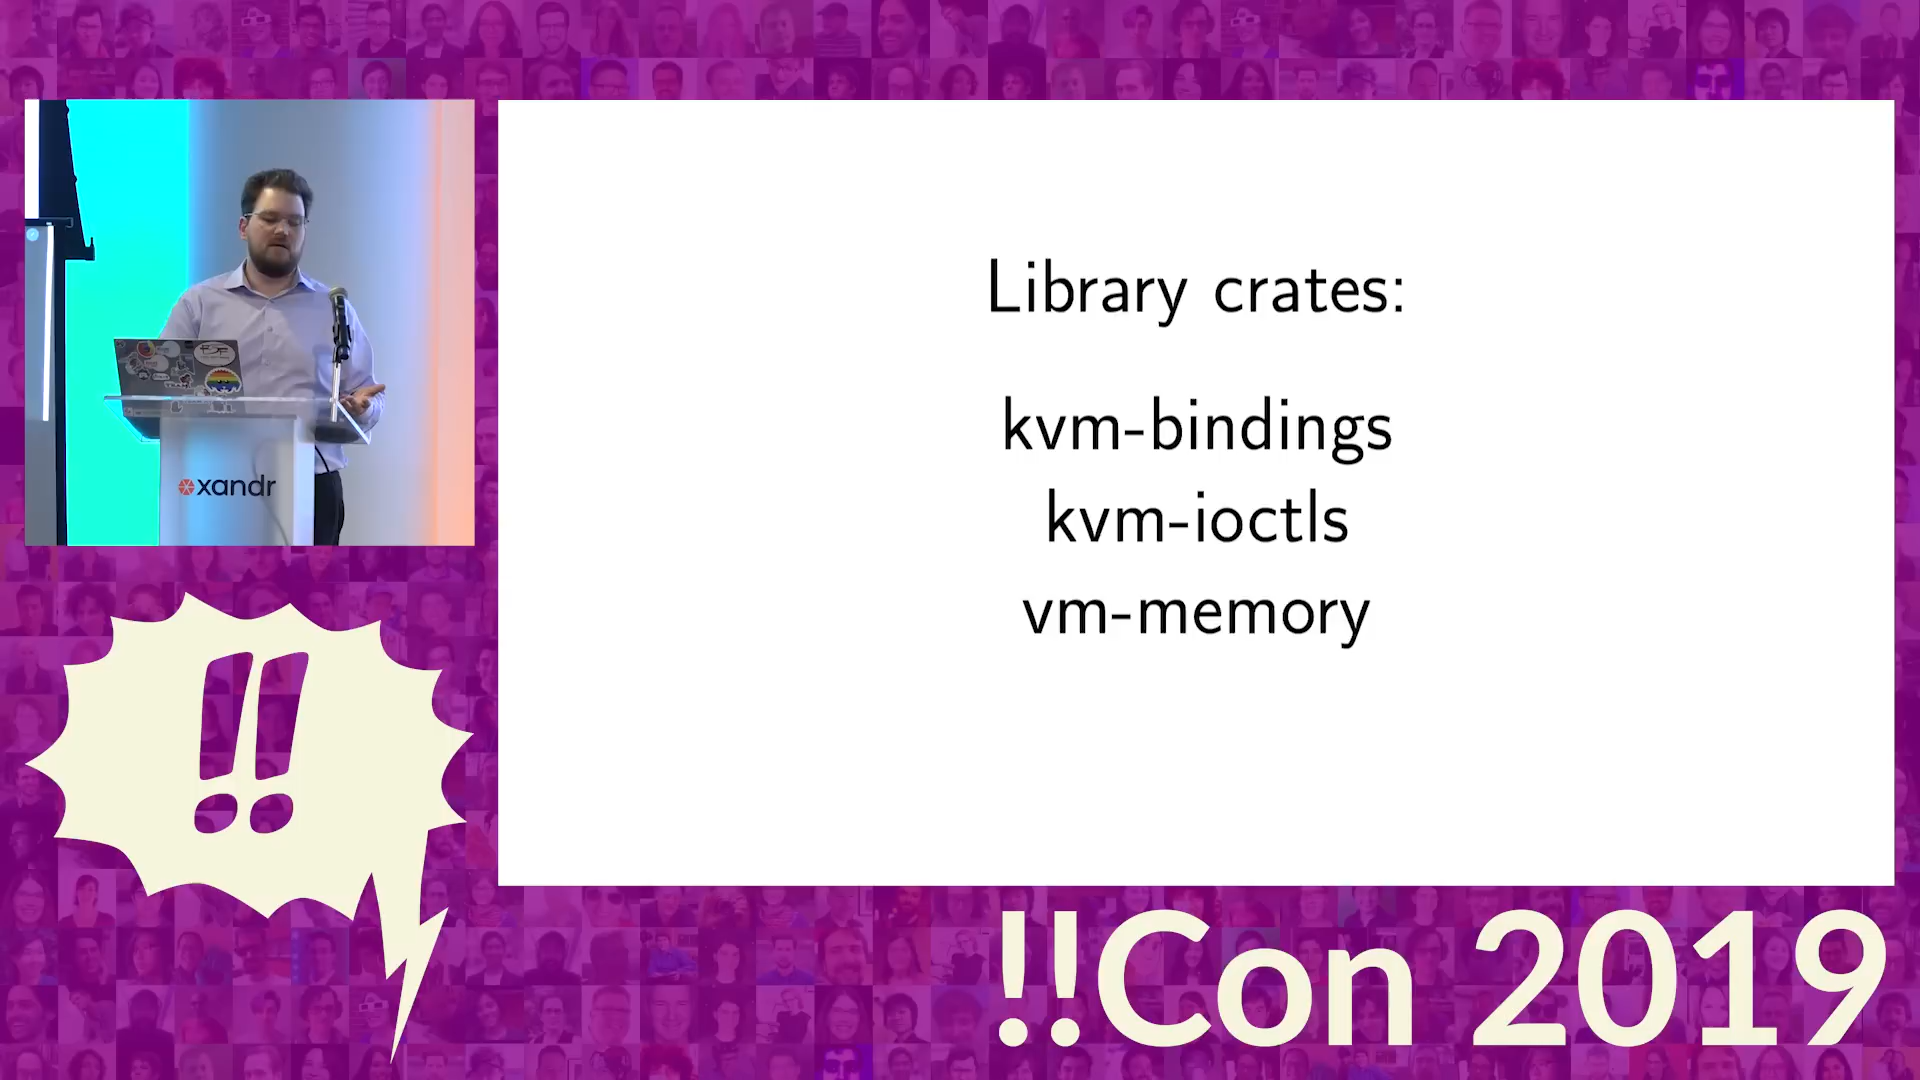 xandr
!!
Library crates:
kvm-bindings
kvm-ioctls
vm-memory
!!Con 2019